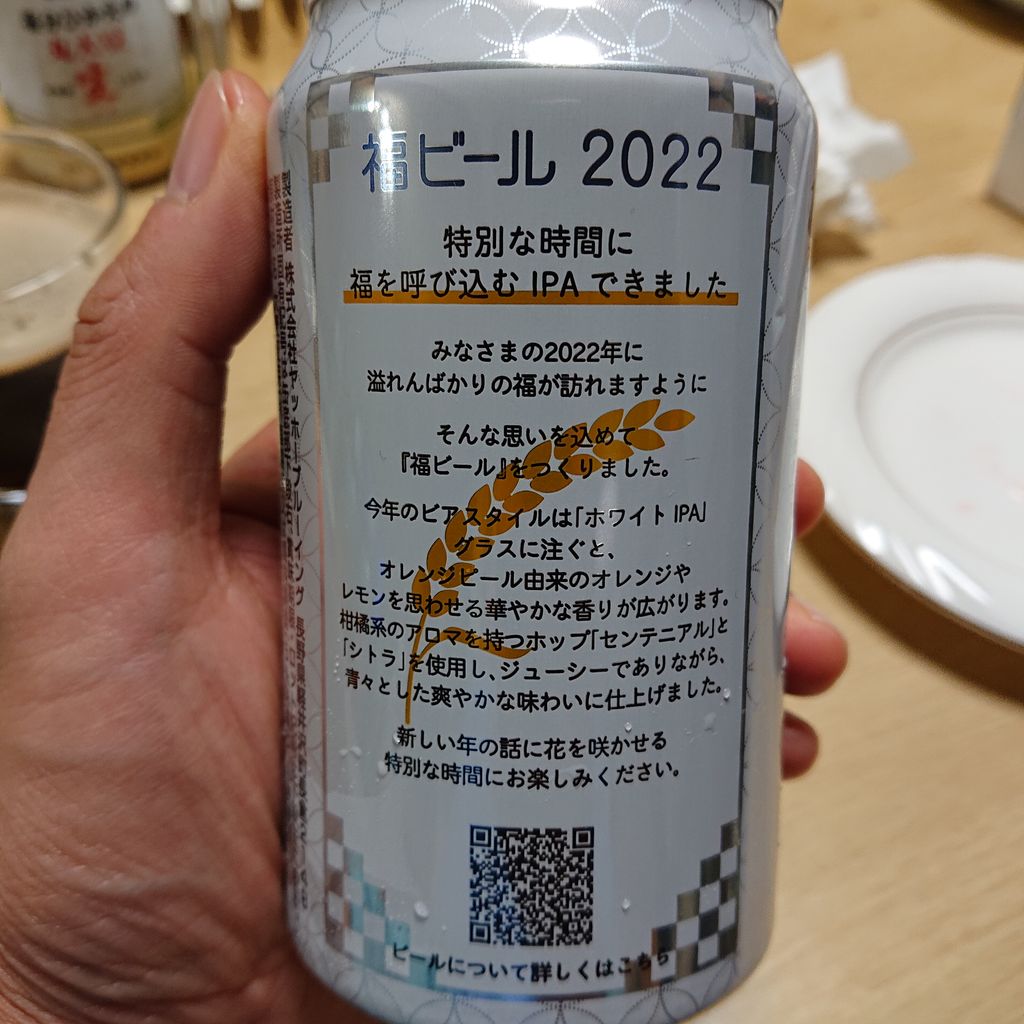 福ビール 2022
特別な時間に
福を呼び込む IPA できました
みなさまの2022年に
溢れんばかりの福が訪れますように
そんな思いを込めて
『福ビール』をつくりました。
今年のビアスタイルは「ホワイト IPA」
グラスに注ぐと、
オレンジピール由来のオレンジや
レモンを思わせる華やかな香りが広がります。
柑橘系のアロマを持つホップ「センテニアル」と
「シトラ」を使用し、ジューシーでありながら、
青々とした爽やかな味わいに仕上げました。
新しい年の話に花を咲かせる
特別な時間にお楽しみください。
ビールについて詳しくはこちら
製造者 株式会社ヤッホーブルーイング
生